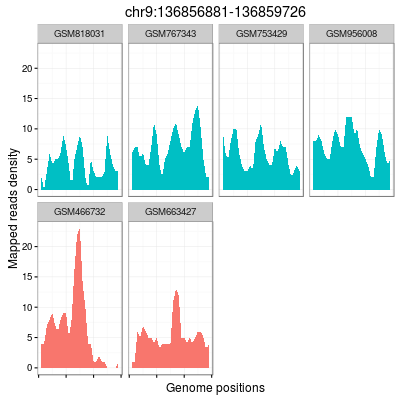 chr9:136856881-136859726
GSM818031 GSM767343 GSM753429 GSM956008
20
15
10
5
0
Mapped reads density
GSM466732 GSM663427
20
15
10
5
0
Genome positions